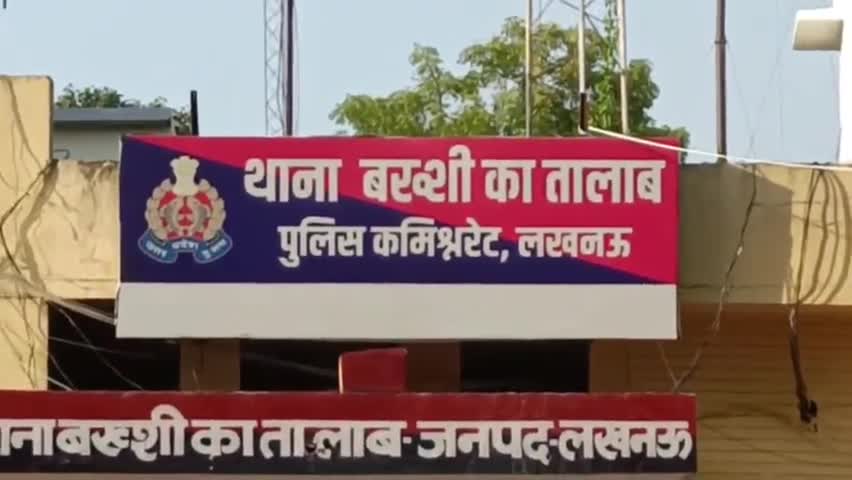 थाना बख्शी का तालाब
पुलिस कमिश्नरेट, लखनऊ
बख्शी का तालाब- जनपद-लखनऊ